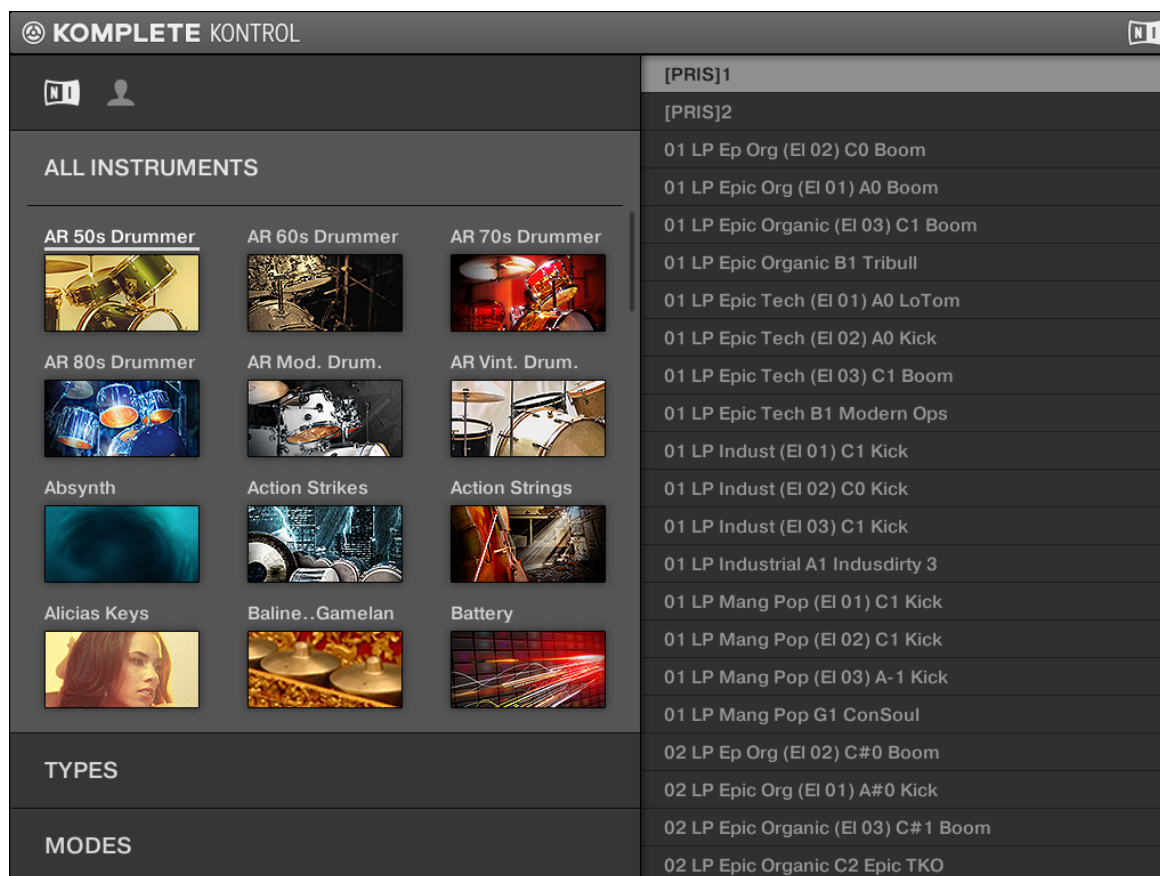 KOMPLETE KONTROL
NI
NI
ALL INSTRUMENTS
AR 50s Drummer
AR 60s Drummer
AR 70s Drummer
AR 80s Drummer
AR Mod. Drum.
AR Vint. Drum.
Absynth
Action Strikes
Action Strings
Alicias Keys
Baline..Gamelan
Battery
TYPES
MODES
[PRIS]1
[PRIS]2
01 LP Ep Org (El 02) C0 Boom
01 LP Epic Org (El 01) A0 Boom
01 LP Epic Organic (El 03) C1 Boom
01 LP Epic Organic B1 Tribull
01 LP Epic Tech (El 01) A0 LoTom
01 LP Epic Tech (El 02) A0 Kick
01 LP Epic Tech (El 03) C1 Boom
01 LP Epic Tech B1 Modern Ops
01 LP Indust (El 01) C1 Kick
01 LP Indust (El 02) C0 Kick
01 LP Indust (El 03) C1 Kick
01 LP Industrial A1 Indusdirty 3
01 LP Mang Pop (El 01) C1 Kick
01 LP Mang Pop (El 02) C1 Kick
01 LP Mang Pop (El 03) A-1 Kick
01 LP Mang Pop G1 ConSoul
02 LP Ep Org (El 02) C#0 Boom
02 LP Epic Org (El 01) A#0 Kick
02 LP Epic Organic (El 03) C#1 Boom
02 LP Epic Organic C2 Epic TKO